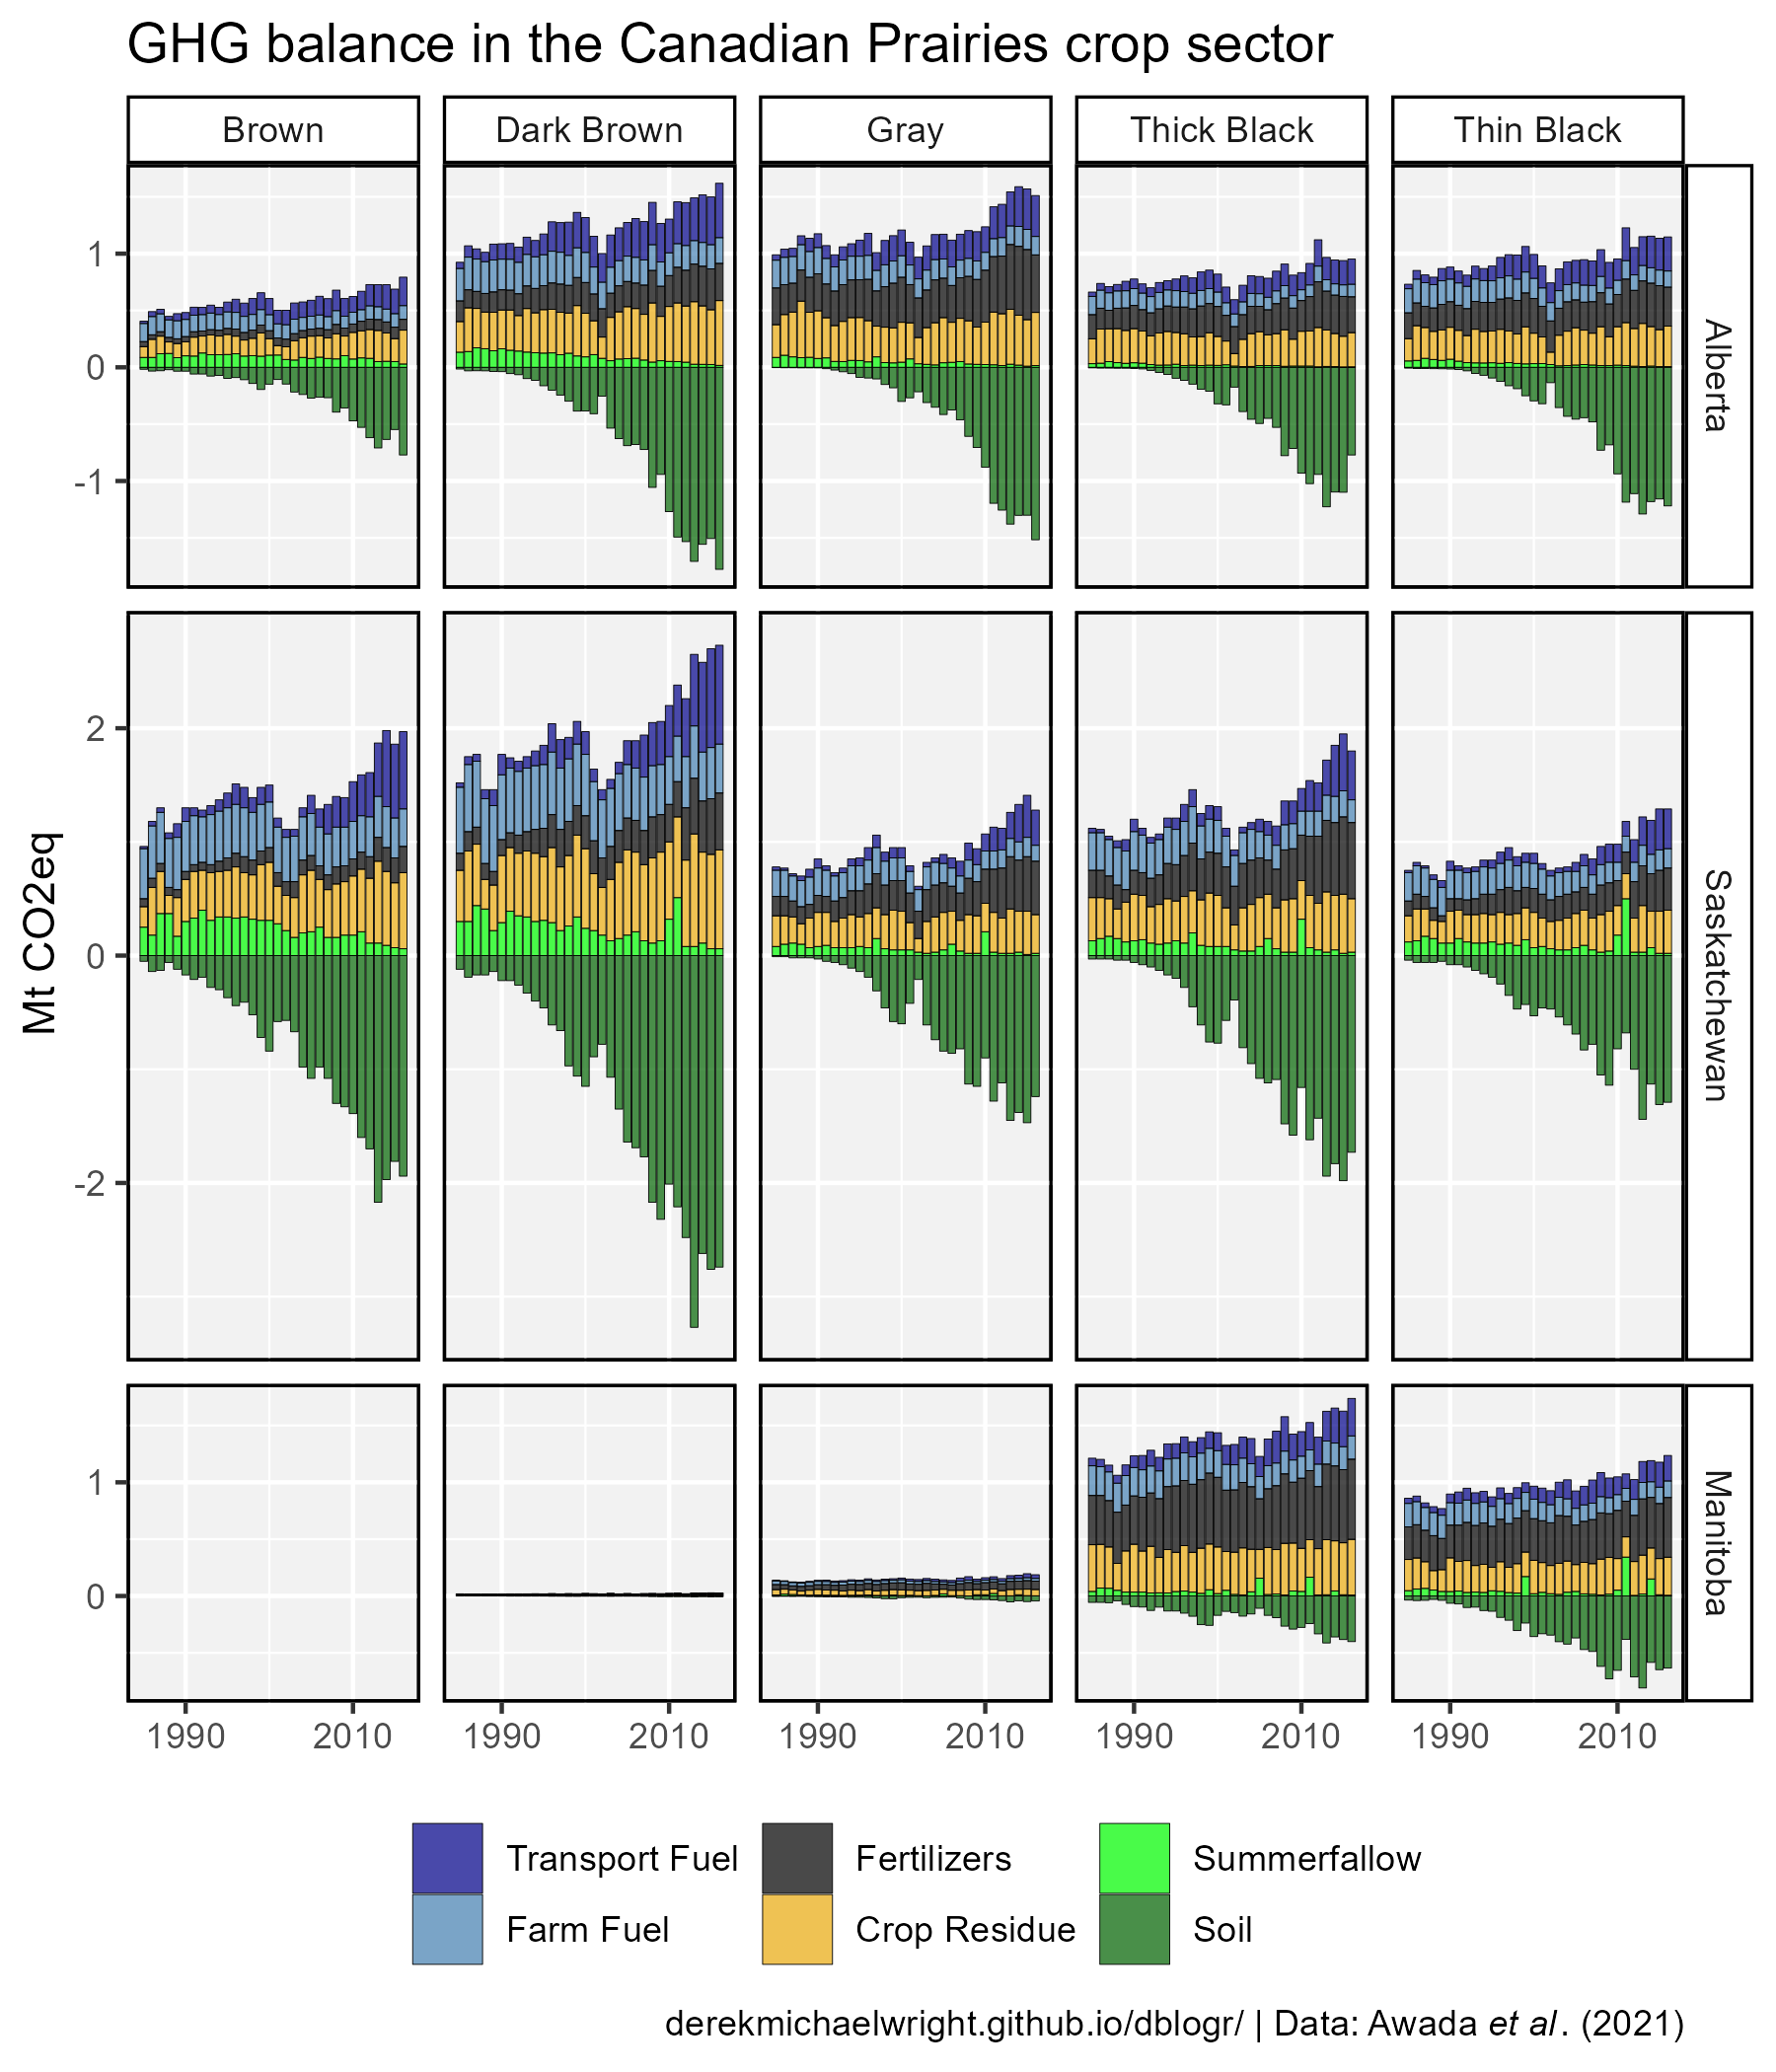 GHG balance in the Canadian Prairies crop sector
Brown
Dark Brown
Gray
Thick Black
Thin Black
1
0
-1
Alberta
2
0
-2
Saskatchewan
Mt CO2eq
1
0
Manitoba
1990 2010 1990 2010 1990 2010 1990 2010 1990 2010
Transport Fuel
Fertilizers
Summerfallow
Farm Fuel
Crop Residue
Soil
derekmichaelwright.github.io/dblogr/ | Data: Awada et al. (2021)